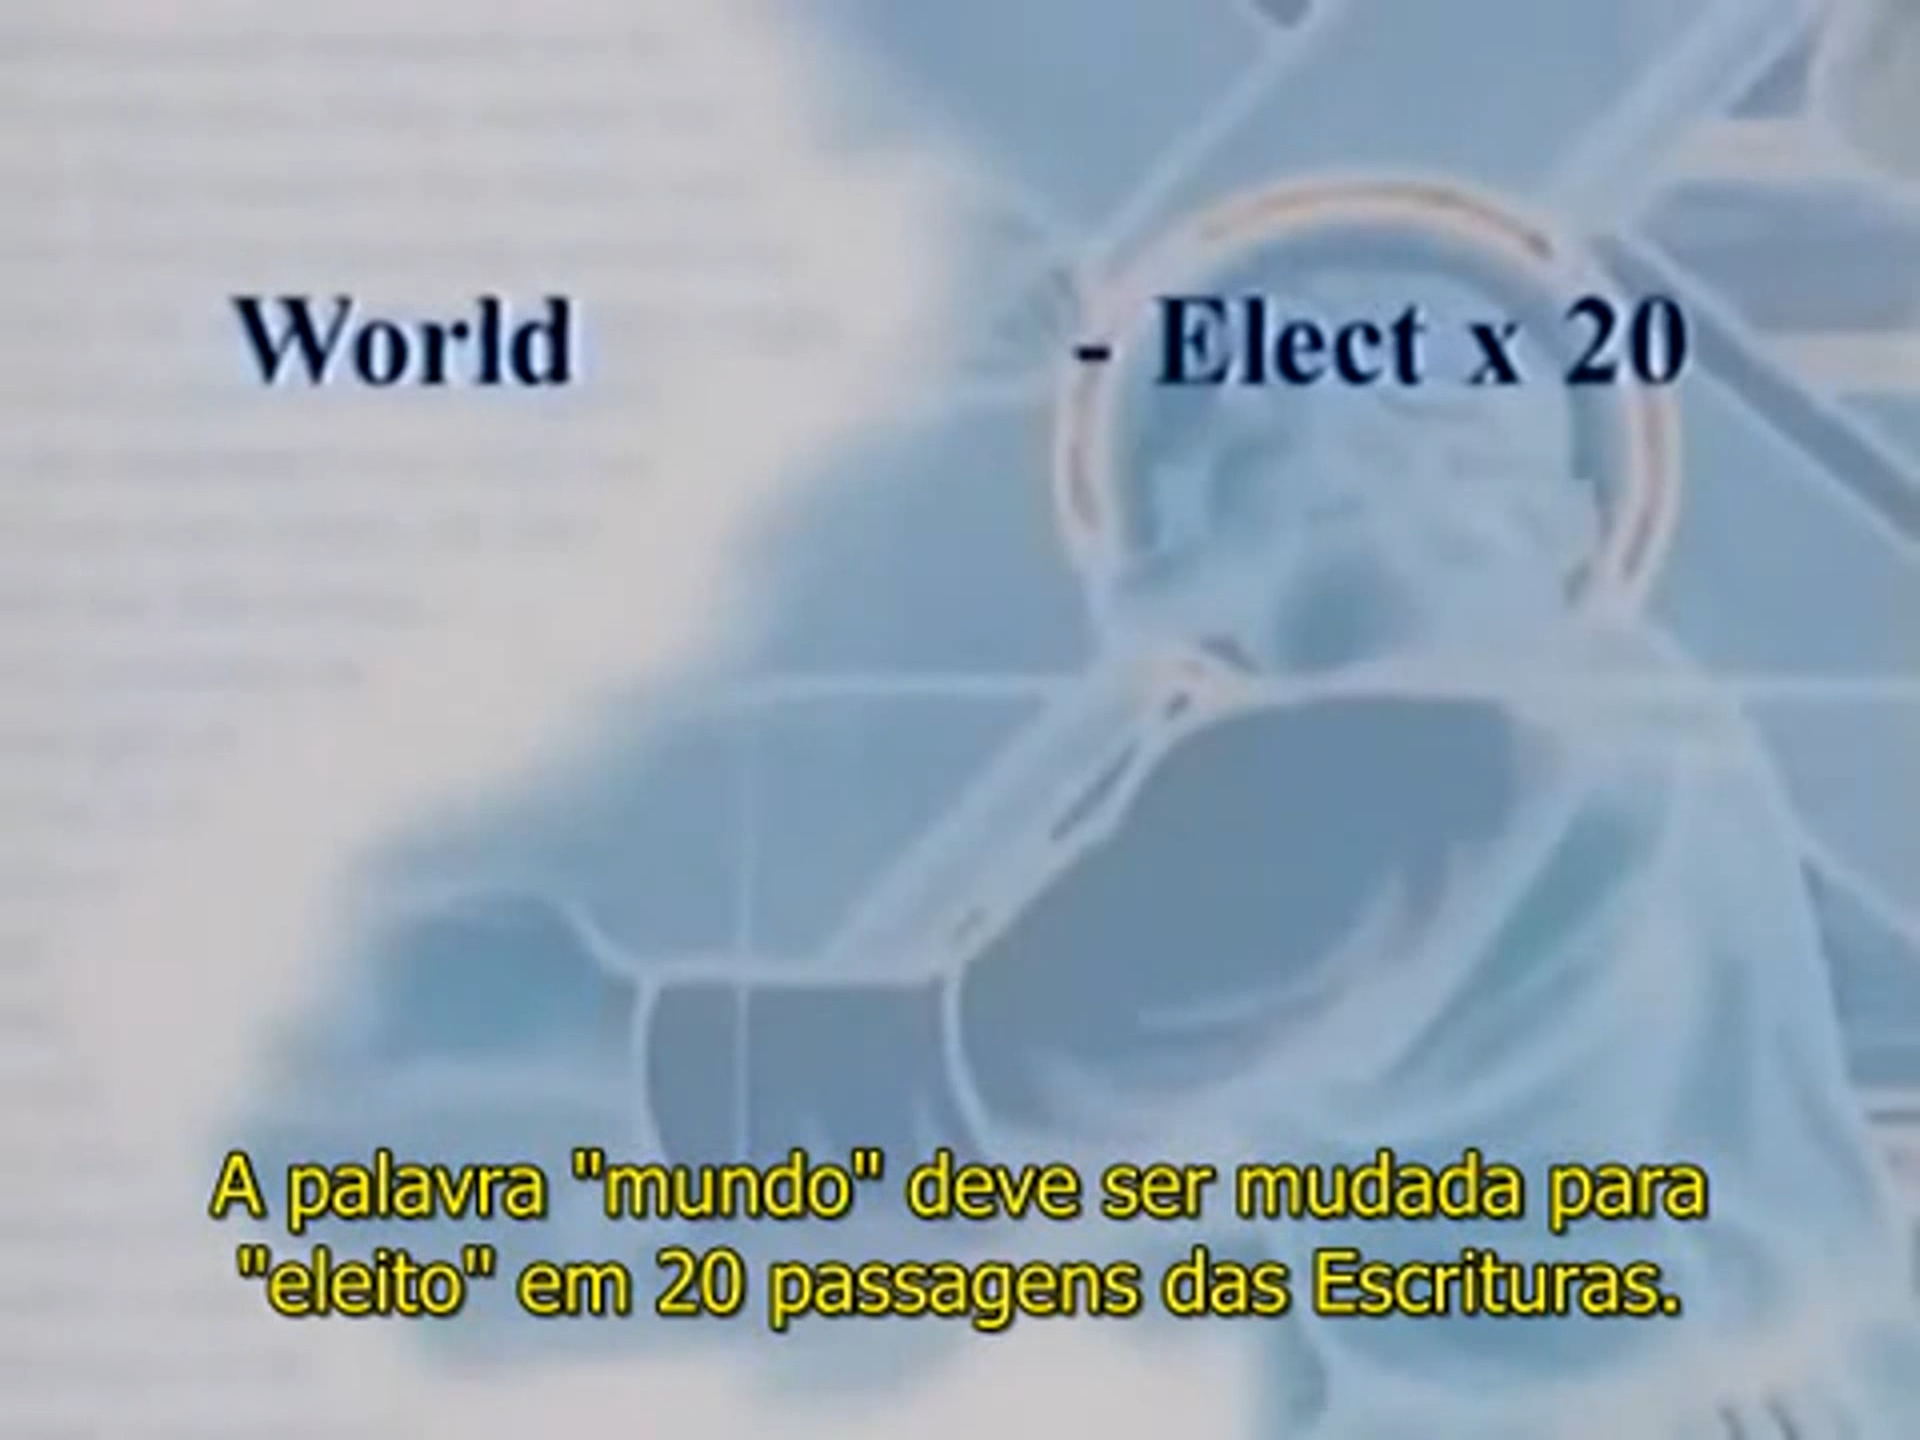 World - Elect x 20
A palavra "mundo" deve ser mudada para
"eleito" em 20 passagens das Escrituras.